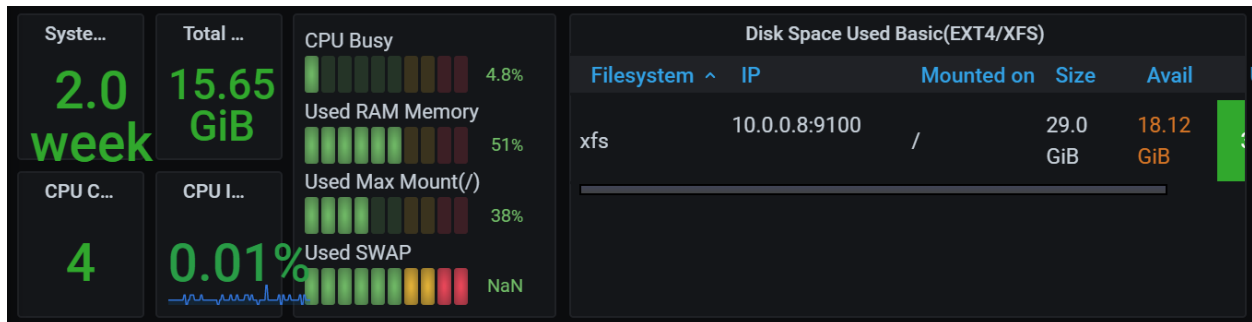 Syste...
2.0
week
Total ...
15.65
GiB
CPU C...
4
CPU I...
0.01%
CPU Busy
4.8%
Used RAM Memory
51%
Used Max Mount(/)
38%
Used SWAP
NaN
Disk Space Used Basic(EXT4/XFS)
Filesystem IP Mounted on Size Avail
xfs 10.0.0.8:9100 / 29.0 GiB 18.12 GiB